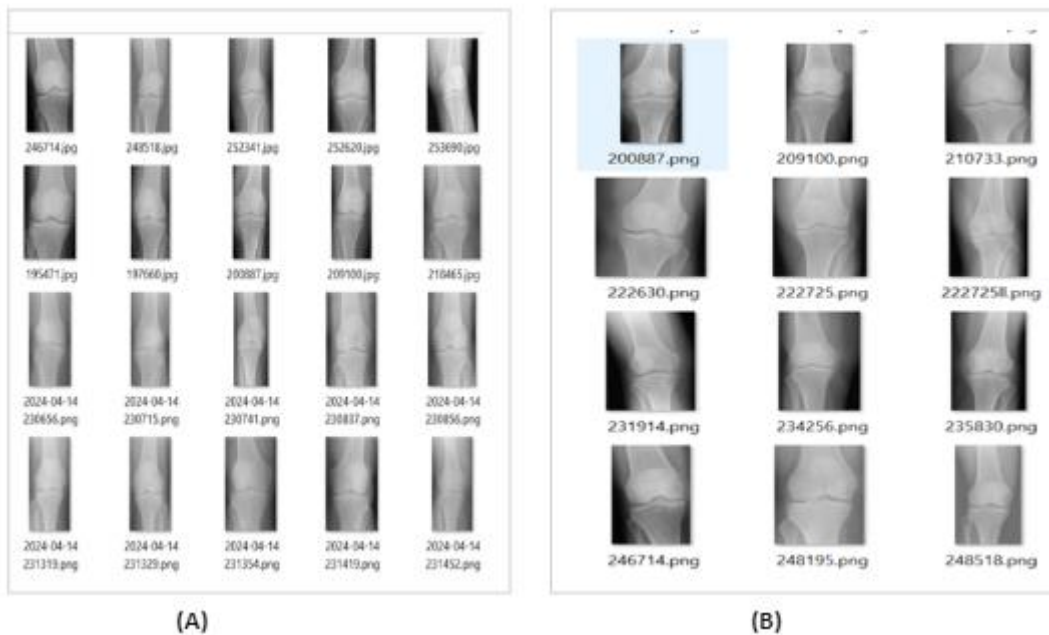 246714.jpg 248518.jpg 252341.jpg 252620.jpg 253690.jpg
195471.jpg 197660.jpg 200887.jpg 209100.jpg 210465.jpg
2024-04-14 2024-04-14 2024-04-14 2024-04-14 2024-04-14
230656.png 230715.png 230741.png 230837.png 230856.png
2024-04-14 2024-04-14 2024-04-14 2024-04-14 2024-04-14
231319.png 231329.png 231354.png 231419.png 231452.png
(A)
200887.png 209100.png 210733.png
222630.png 222725.png 222725ll.png
231914.png 234256.png 235830.png
246714.png 248195.png 248518.png
(B)